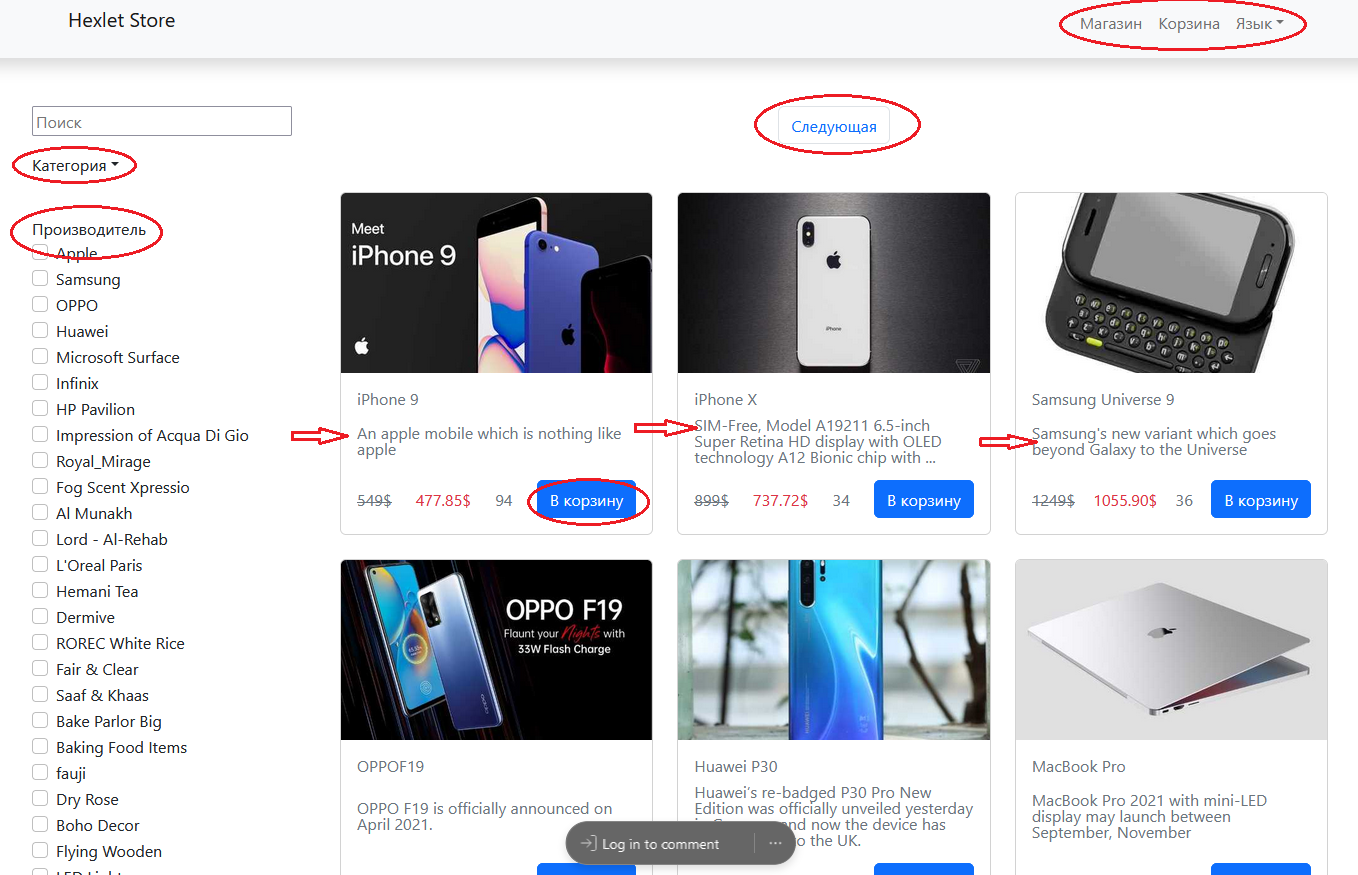 Hexlet Store
Магазин Корзина Язык
Поиск
Следующая
Категория
Производитель
Apple
Samsung
OPPO
Huawei
Microsoft Surface
Infinix
HP Pavilion
Impression of Acqua Di Gio
Royal_Mirage
Fog Scent Xpressio
Al Munakh
Lord - Al-Rehab
L'Oreal Paris
Hemani Tea
Dermive
ROREC White Rice
Fair & Clear
Saaf & Khaas
Bake Parlor Big
Baking Food Items
fauji
Dry Rose
Boho Decor
Flying Wooden
Meet
iPhone 9
iPhone 9
An apple mobile which is nothing like
apple
549$ 477.85$ 94 В корзину
iPhone
iPhone X
SIM-Free, Model A19211 6.5-inch
Super Retina HD display with OLED
technology A12 Bionic chip with ...
899$ 737.72$ 34 В корзину
Samsung Universe 9
Samsung's new variant which goes
beyond Galaxy to the Universe
1249$ 1055.90$ 36 В корзину
OPPO F19
Flaunt your Nights with
33W Flash Charge
OPPOF19
OPPO F19 is officially announced on
April 2021.
Huawei P30
Huawei's re-badged P30 Pro New
Edition was officially unveiled yesterday
and now the device has
to the UK.
MacBook Pro
MacBook Pro 2021 with mini-LED
display may launch between
September, November
Log in to comment ...